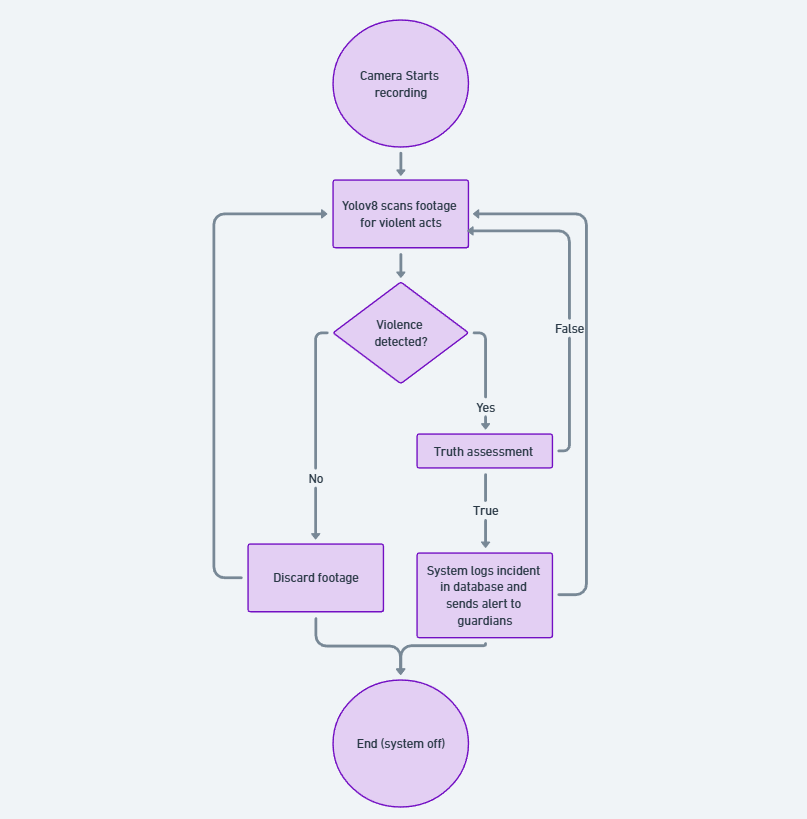 Camera Starts
recording
Yolov8 scans footage
for violent acts
Violence
detected?
False
Yes
Truth assessment
No
True
System logs incident
in database and
sends alert to
guardians
Discard footage
End (system off)